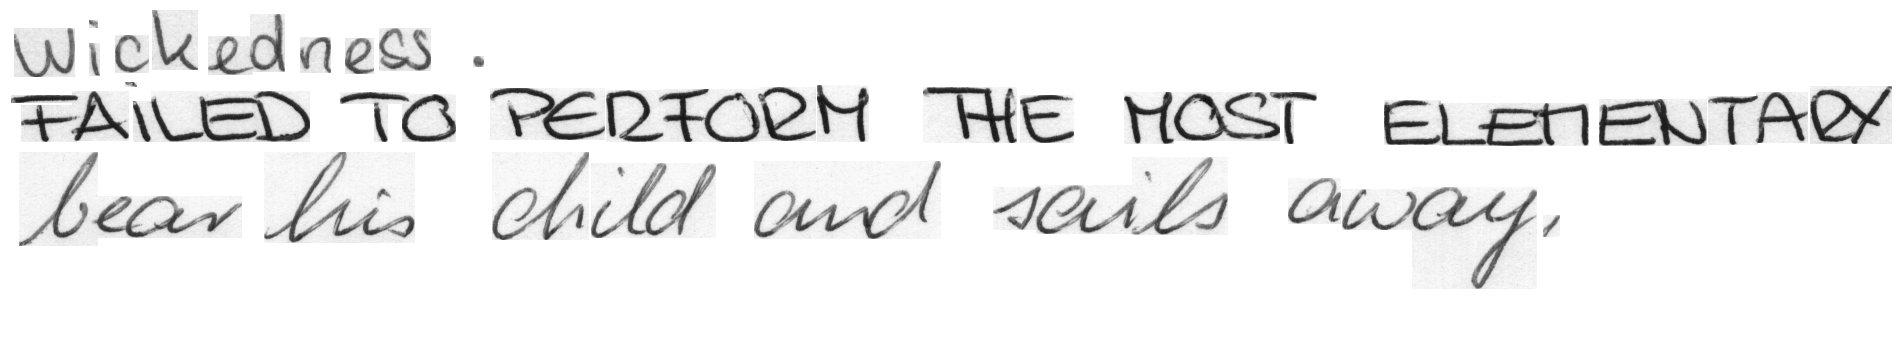 wickedness.
FAILED TO PERFORM THE MOST ELEMENTARY
bear his child and sails away,